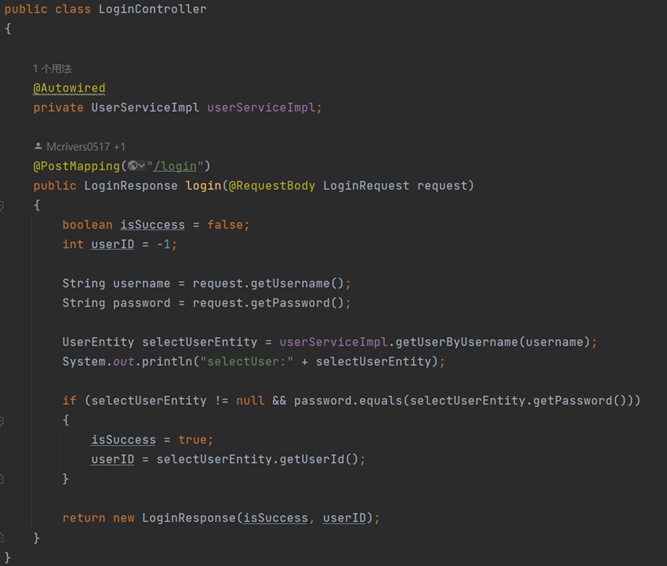 public class LoginController
{
1 个用法
@Autowired
private UserServiceImpl userServiceImpl;
Mcrivers0517 +1
@PostMapping("/login")
public LoginResponse login(@RequestBody LoginRequest request)
{
boolean isSuccess = false;
int userID = -1;
String username = request.getUsername();
String password = request.getPassword();
UserEntity selectUserEntity = userServiceImpl.getUserByUsername(username);
System.out.println("selectUser:" + selectUserEntity);
if (selectUserEntity != null && password.equals(selectUserEntity.getPassword()))
{
isSuccess = true;
userID = selectUserEntity.getUserId();
}
return new LoginResponse(isSuccess, userID);
}
}